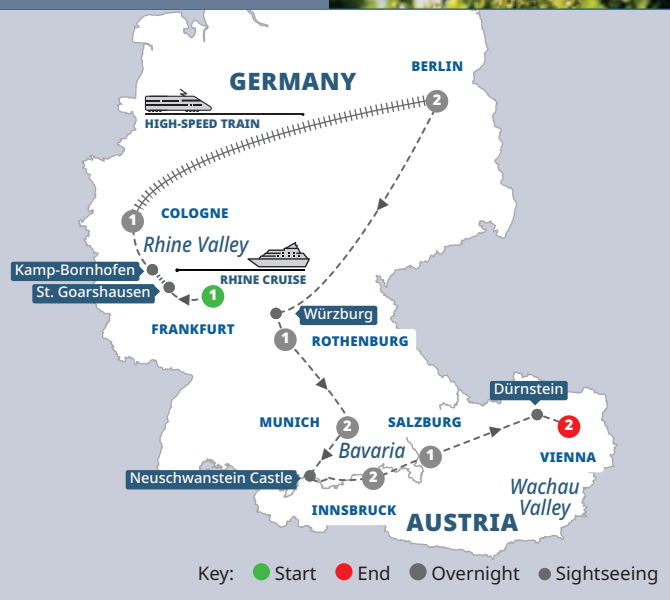 BERLIN
GERMANY
2
HIGH-SPEED TRAIN
1
COLOGNE
Rhine Valley
Kamp-Bornhofen
RHINE CRUISE
St. Goarshausen
1
FRANKFURT
Würzburg
1
ROTHENBURG
Dürnstein
MUNICH
2
SALZBURG
2
Bavaria
1
VIENNA
Neuschwanstein Castle
2
Wachau
Valley
INNSBRUCK
AUSTRIA
Key: Start End Overnight Sightseeing